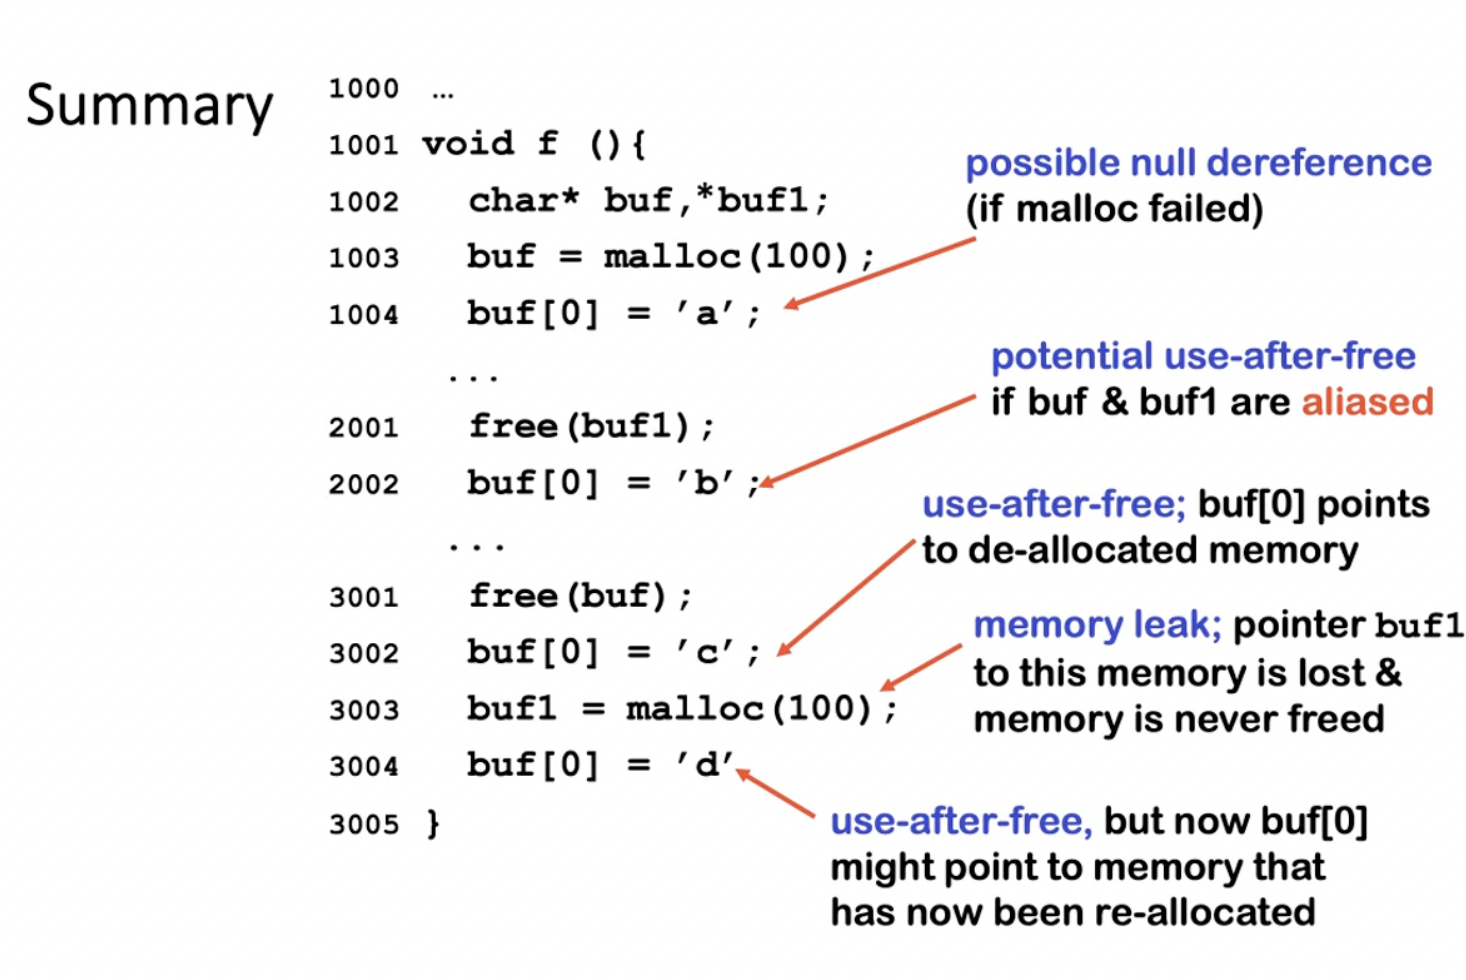 Summary
1000 …
1001 void f (){
1002 char* buf,*buf1;
1003 buf = malloc(100);
1004 buf[0] = ’a’;
...
2001 free(buf1);
2002 buf[0] = ’b’;
...
3001 free(buf);
3002 buf[0] = ’c’;
3003 buf1 = malloc(100);
3004 buf[0] = ’d’
3005 }
possible null dereference
(if malloc failed)
potential use-after-free
if buf & buf1 are aliased
use-after-free; buf[0] points
to de-allocated memory
memory leak; pointer buf1
to this memory is lost &
memory is never freed
use-after-free, but now buf[0]
might point to memory that
has now been re-allocated